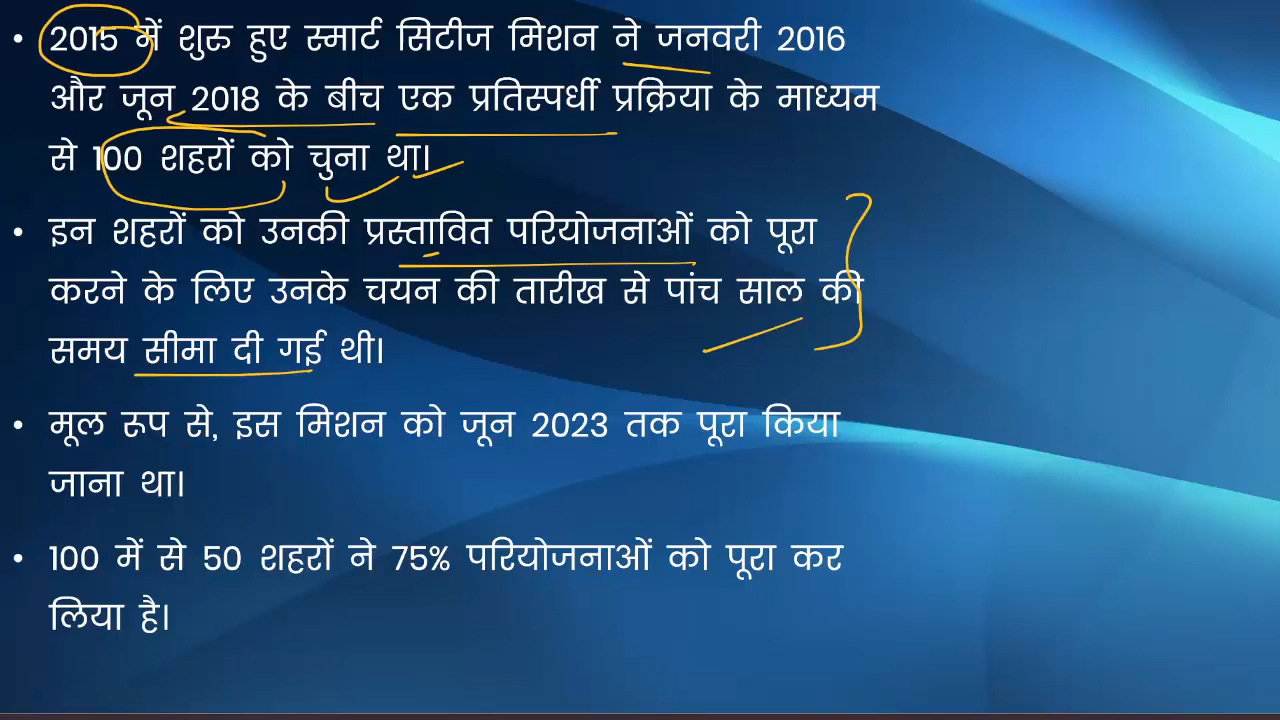 • 2015 में शुरु हुए स्मार्ट सिटीज मिशन ने जनवरी 2016
और जून 2018 के बीच एक प्रतिस्पर्धी प्रक्रिया के माध्यम
से 100 शहरों को चुना था।
• इन शहरों को उनकी प्रस्तावित परियोजनाओं को पूरा
करने के लिए उनके चयन की तारीख से पांच साल की
समय सीमा दी गई थी।
• मूल रूप से, इस मिशन को जून 2023 तक पूरा किया
जाना था।
• 100 में से 50 शहरों ने 75% परियोजनाओं को पूरा कर
लिया है।